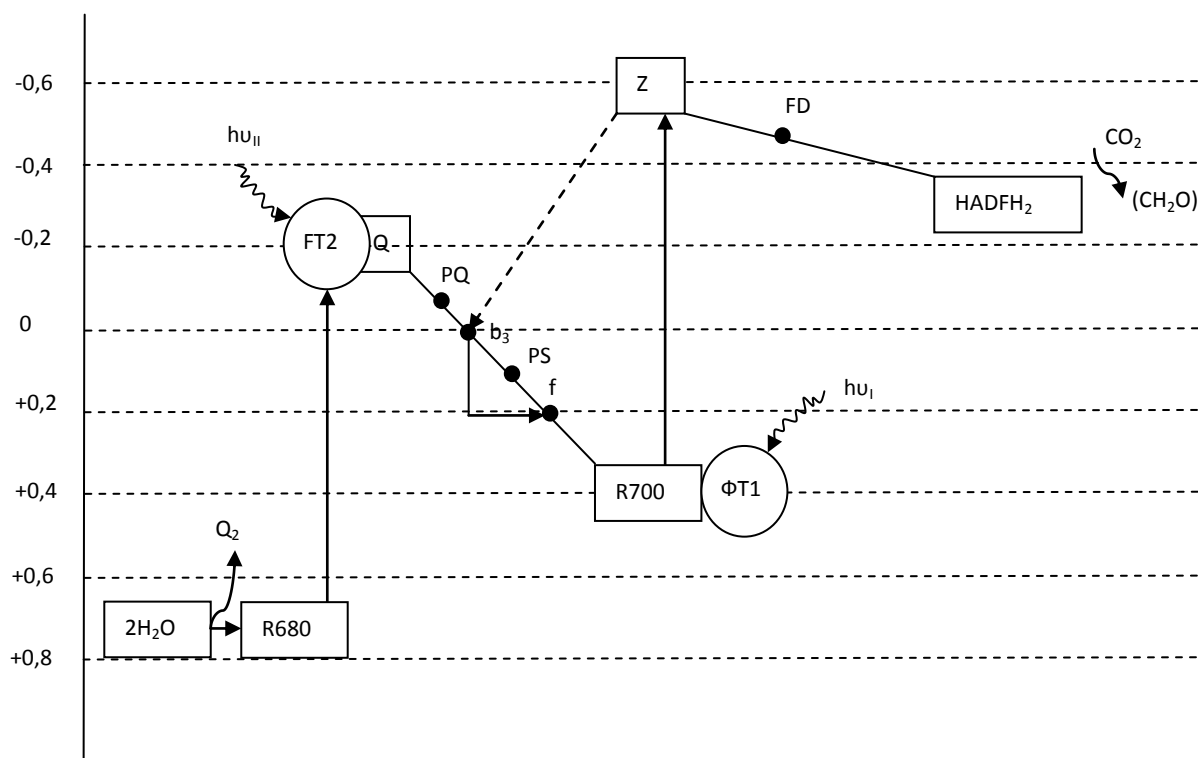 -0,6
Z
FD
hυII
CO₂
-0,4
HADFH₂
(CH₂O)
-0,2
FT2
Q
PQ
0
b₃
PS
+0,2
f
hυI
+0,4
R700
ФT1
Q₂
+0,6
2H₂O
R680
+0,8